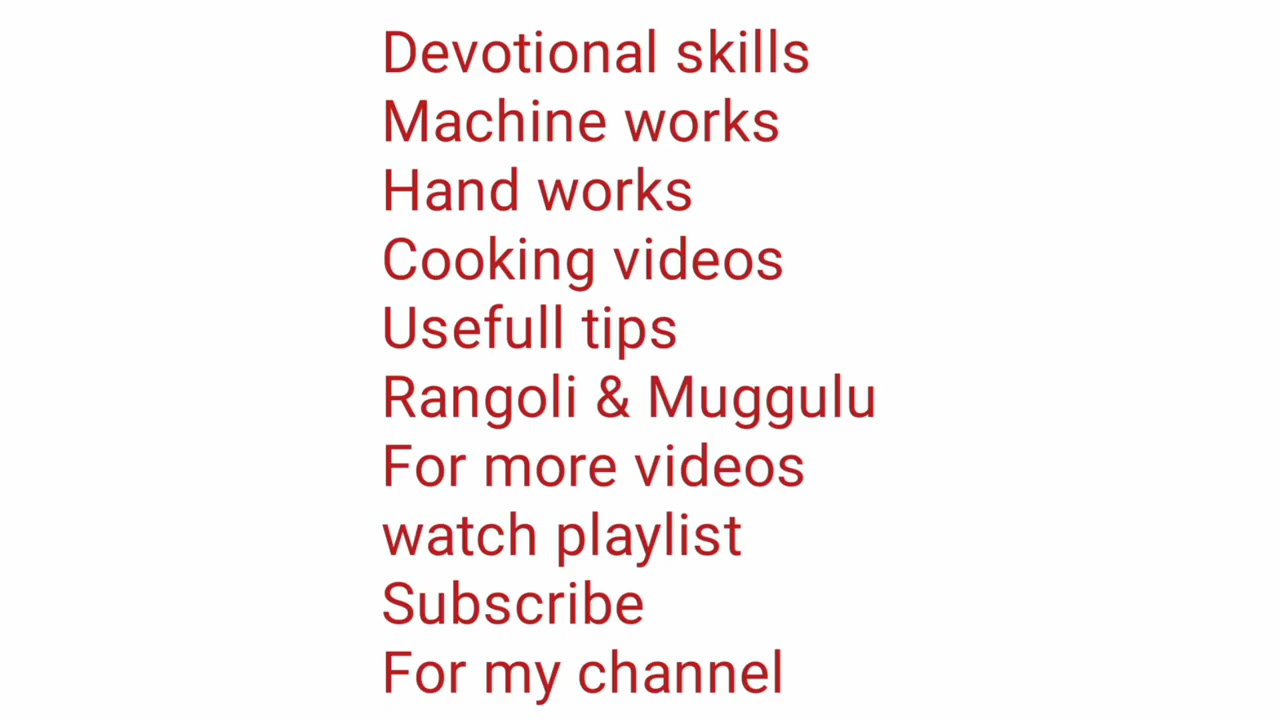 Devotional skills
Machine works
Hand works
Cooking videos
Usefull tips
Rangoli & Muggulu
For more videos
watch playlist
Subscribe
For my channel